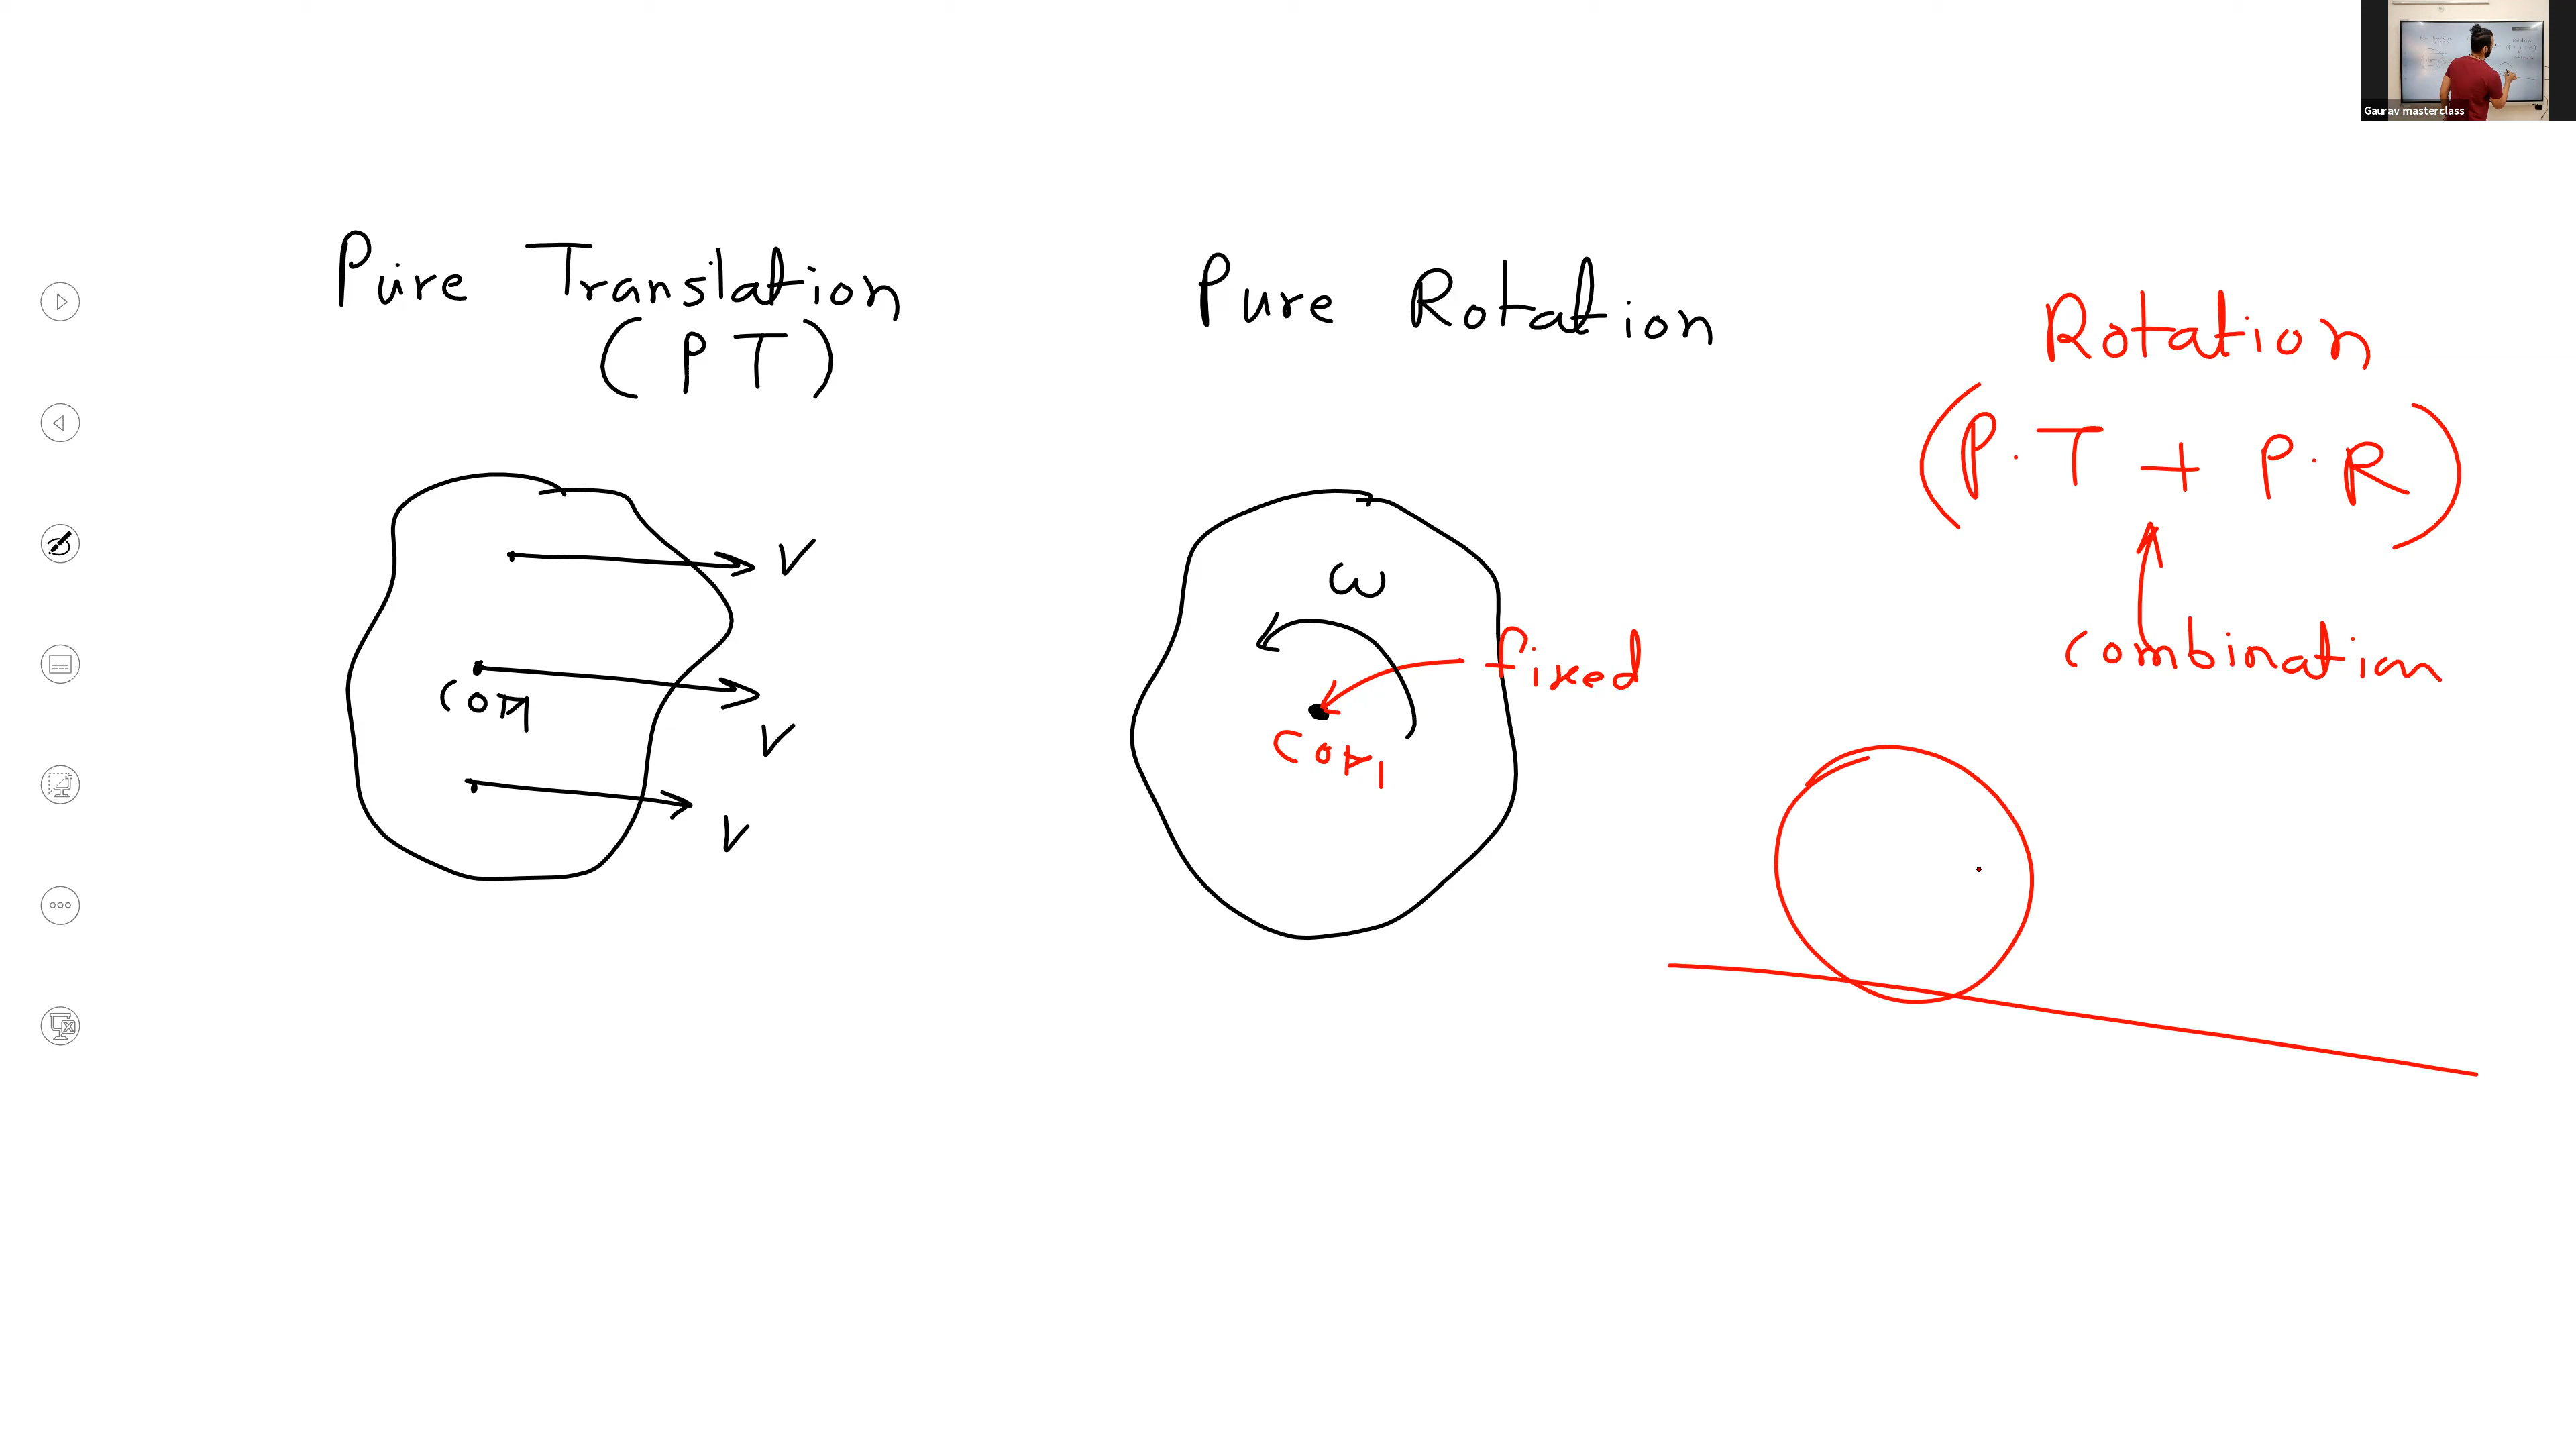 Gaurav masterclass
Pure Translation
(PT)
V
COM
V
V
Pure Rotation
ω
fixed
COM
Rotation
(P.T + P.R)
combination